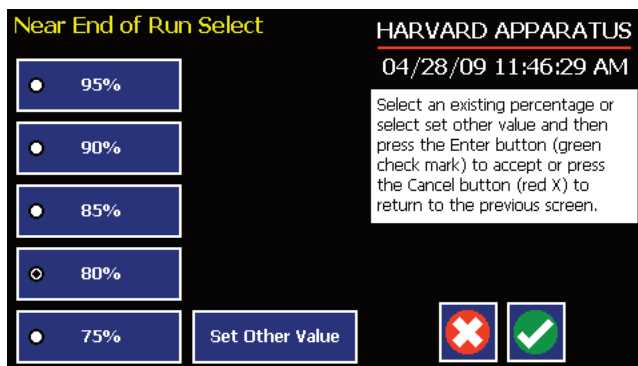 Near End of Run Select
HARVARD APPARATUS
04/28/09 11:46:29 AM
Select an existing percentage or
select set other value and then
press the Enter button (green
check mark) to accept or press
the Cancel button (red X) to
return to the previous screen.
95%
90%
85%
80%
75%
Set Other Value